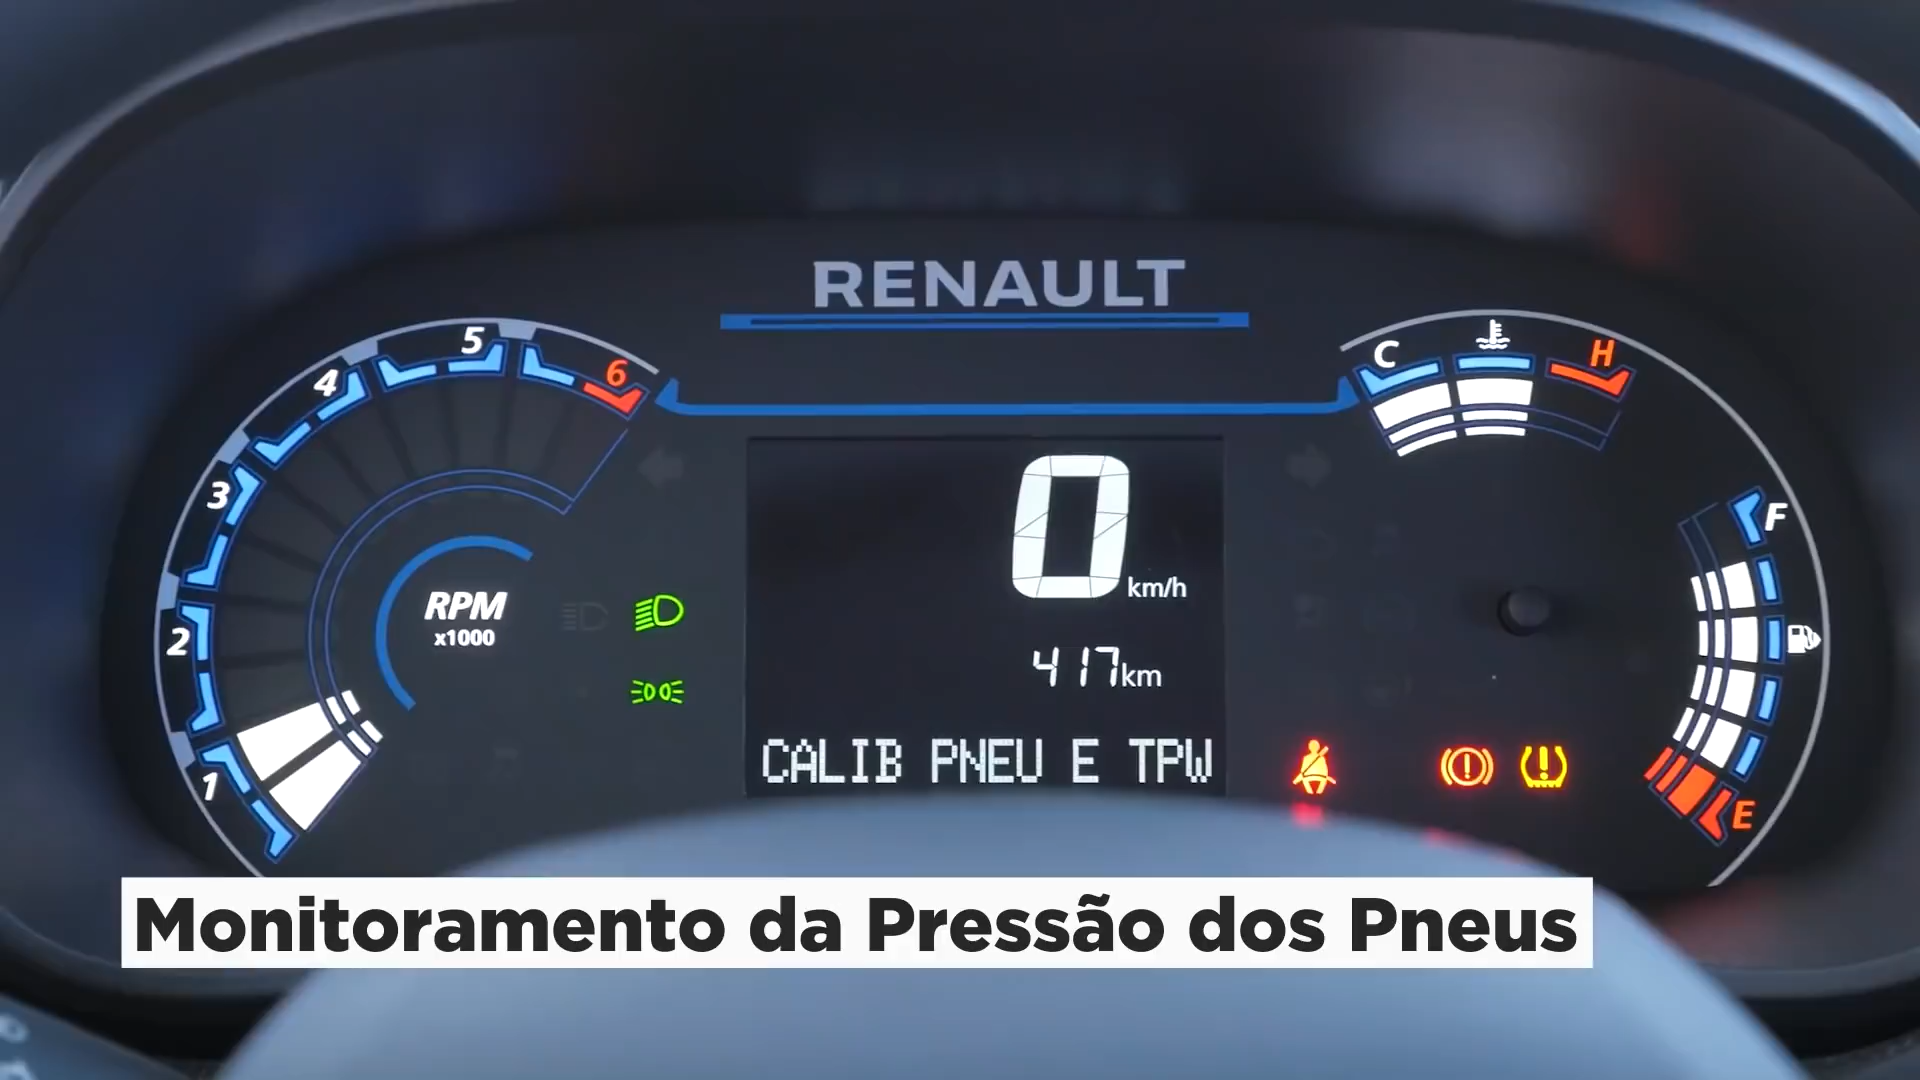 RENAULT
5
6
4
3
2
1
RPM
x1000
C
H
F
E
0
km/h
417km
CALIB PNEU E TPW
Monitoramento da Pressão dos Pneus